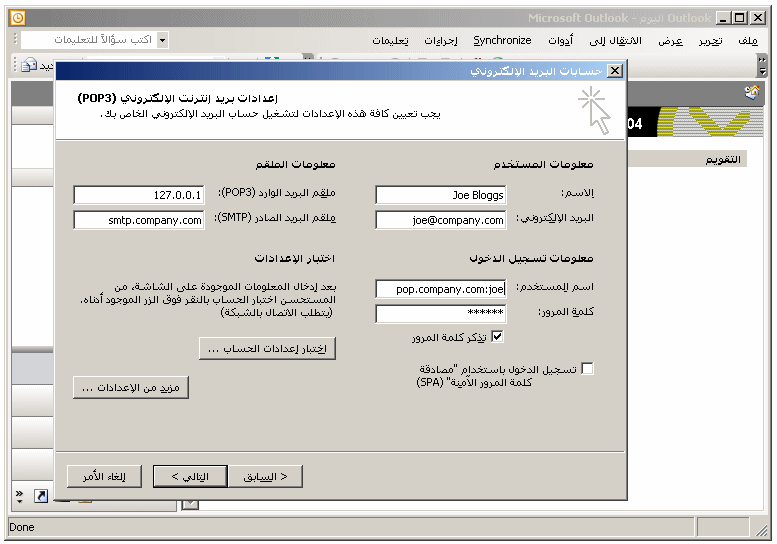 Outlook اليوم - Microsoft Outlook
ملف تحرير عرض الانتقال إلى أدوات Synchronize إجراءات تعليمات
اكتب سؤالاً للتعليمات
حسابات البريد الإلكتروني
إعدادات بريد إنترنت الإلكتروني (POP3)
يجب تعيين كافة هذه الإعدادات لتشغيل حساب البريد الإلكتروني الخاص بك.
04
التقويم
معلومات المستخدم
الاسم: Joe Bloggs
البريد الإلكتروني: joe@company.com
معلومات الملقم
ملقم البريد الوارد (POP3): 127.0.0.1
ملقم البريد الصادر (SMTP): smtp.company.com
معلومات تسجيل الدخول
اسم المستخدم: pop.company.com:joe
كلمة المرور: ******
تذكر كلمة المرور
تسجيل الدخول باستخدام "مصادقة
كلمة المرور الآمنة" (SPA)
اختبار الإعدادات
بعد إدخال المعلومات الموجودة على الشاشة، من
المستحسن اختبار الحساب بالنقر فوق الزر الموجود أدناه.
(يتطلب الاتصال بالشبكة)
اختبار إعدادات الحساب ...
مزيد من الإعدادات ...
< السابق
التالي >
إلغاء الأمر
Done